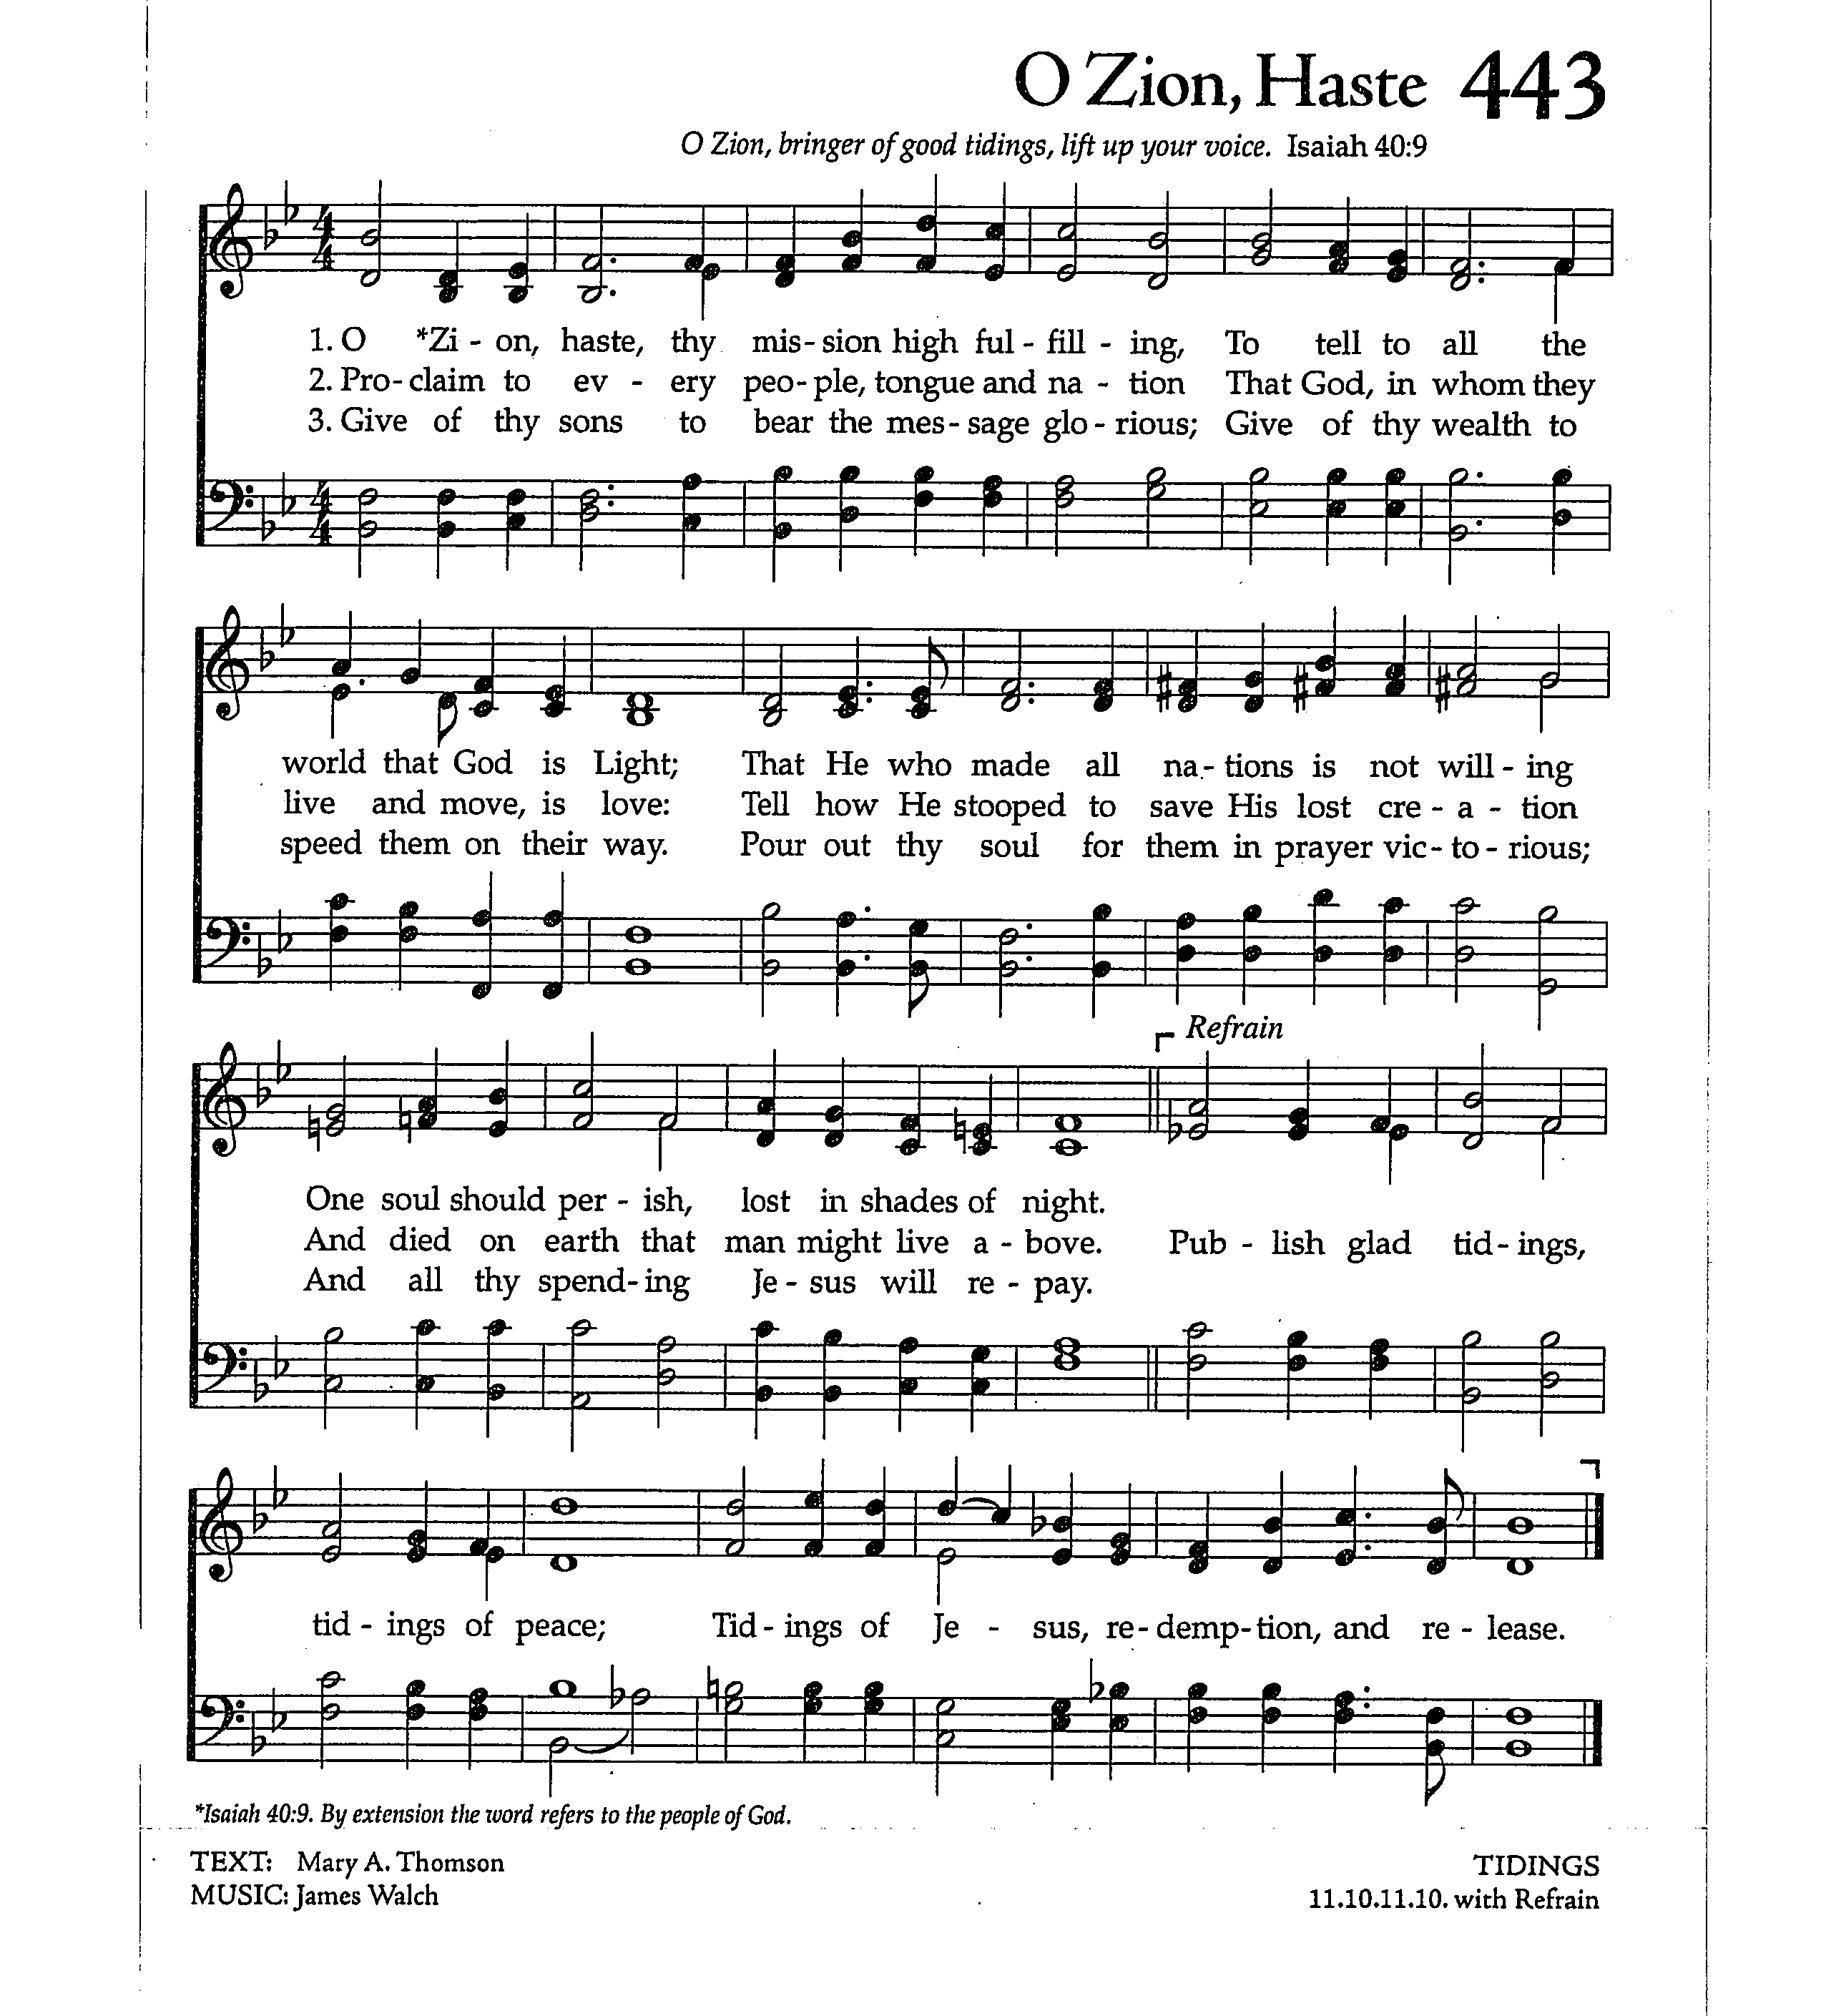 O Zion, Haste 443
O Zion, bringer of good tidings, lift up your voice. Isaiah 40:9
1. O *Zi - on, haste, thy mis - sion high ful - fill - ing, To tell to all the
2. Pro - claim to ev - ery peo - ple, tongue and na - tion That God, in whom they
3. Give of thy sons to bear the mes - sage glo - rious; Give of thy wealth to
world that God is Light; That He who made all na - tions is not will - ing
live and move, is love: Tell how He stooped to save His lost cre - a - tion
speed them on their way. Pour out thy soul for them in prayer vic - to - rious;
Refrain
One soul should per - ish, lost in shades of night.
And died on earth that man might live a - bove. Pub - lish glad tid - ings,
And all thy spend - ing Je - sus will re - pay.
tid - ings of peace; Tid - ings of Je - sus, re - demp - tion, and re - lease.
*Isaiah 40:9. By extension the word refers to the people of God.
TEXT: Mary A. Thomson
MUSIC: James Walch
TIDINGS
11.10.11.10. with Refrain